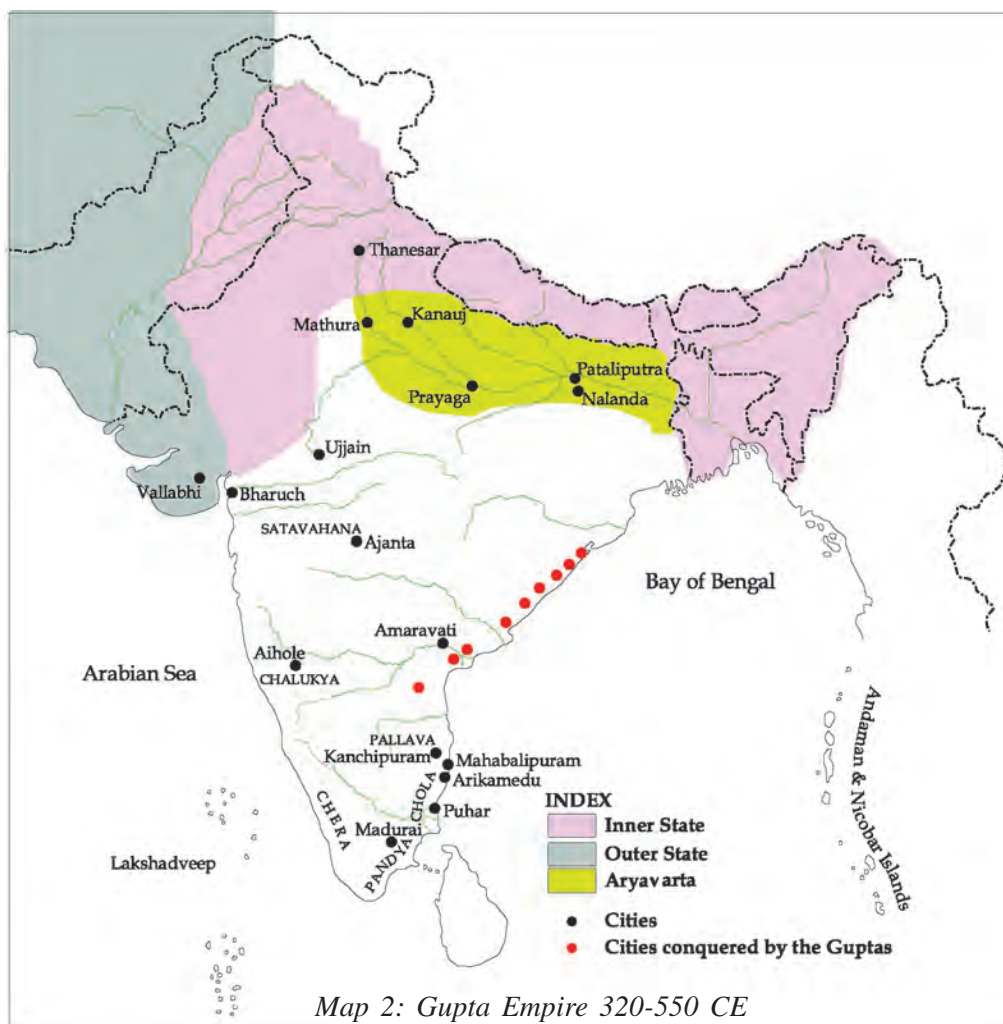 Thanesar
Mathura
Kanauj
Prayaga
Pataliputra
Nalanda
Ujjain
Vallabhi
Bharuch
SATAVAHANA
Ajanta
Bay of Bengal
Amaravati
Aihole
CHALUKYA
Arabian Sea
PALLAVA
Kanchipuram
Mahabalipuram
Arikamedu
CHOLA
Puhar
CHERA
Madurai
PANDYA
Lakshadveep
Andaman & Nicobar Islands
INDEX
Inner State
Outer State
Aryavarta
Cities
Cities conquered by the Guptas
Map 2: Gupta Empire 320-550 CE